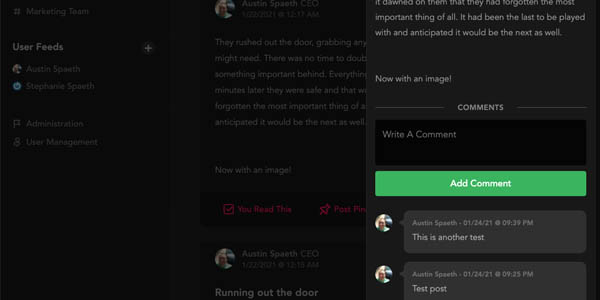 # Marketing Team
User Feeds
Austin Spaeth
Stephanie Spaeth
Administration
User Management
Austin Spaeth CEO
1/22/2021 @ 12:17 AM
They rushed out the door, grabbing any
might need. There was no time to doub
something important behind. Everythin
minutes later they were safe and that wa
forgotten the most important thing of a
anticipated it would be the next as well.
Now with an image!
You Read This
Post Pin
Austin Spaeth CEO
1/22/2021 @ 12:15 AM
Running out the door
it dawned on them that they had forgotten the most
important thing of all. It had been the last to be played
with and anticipated it would be the next as well.
Now with an image!
COMMENTS
Write A Comment
Add Comment
Austin Spaeth - 01/24/21 @ 09:39 PM
This is another test
Austin Spaeth - 01/24/21 @ 09:25 PM
Test post